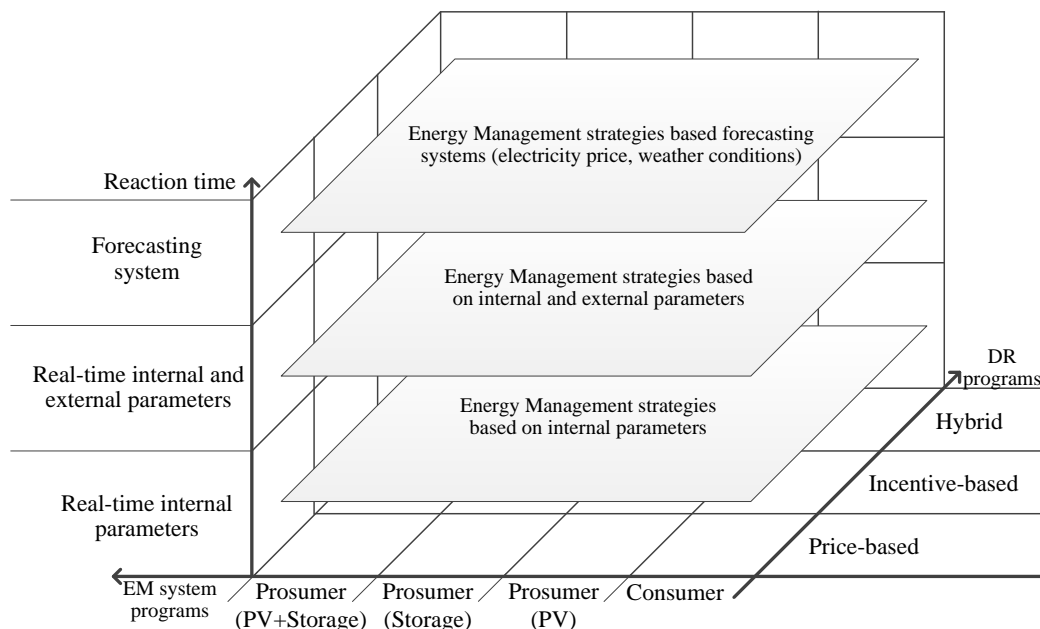 Energy Management strategies based forecasting
systems (electricity price, weather conditions)
Reaction time
Forecasting
system
Energy Management strategies based
on internal and external parameters
Real-time internal and
external parameters
DR
programs
Energy Management strategies
based on internal parameters
Hybrid
Real-time internal
parameters
Incentive-based
Price-based
EM system
programs
Prosumer
(PV+Storage)
Prosumer
(Storage)
Prosumer
(PV)
Consumer